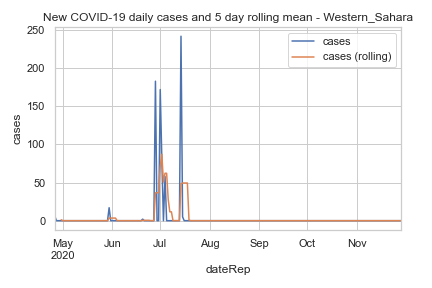 New COVID-19 daily cases and 5 day rolling mean - Western_Sahara
250
200
150
100
50
0
cases
cases
cases (rolling)
May Jun Jul Aug Sep Oct Nov
2020
dateRep